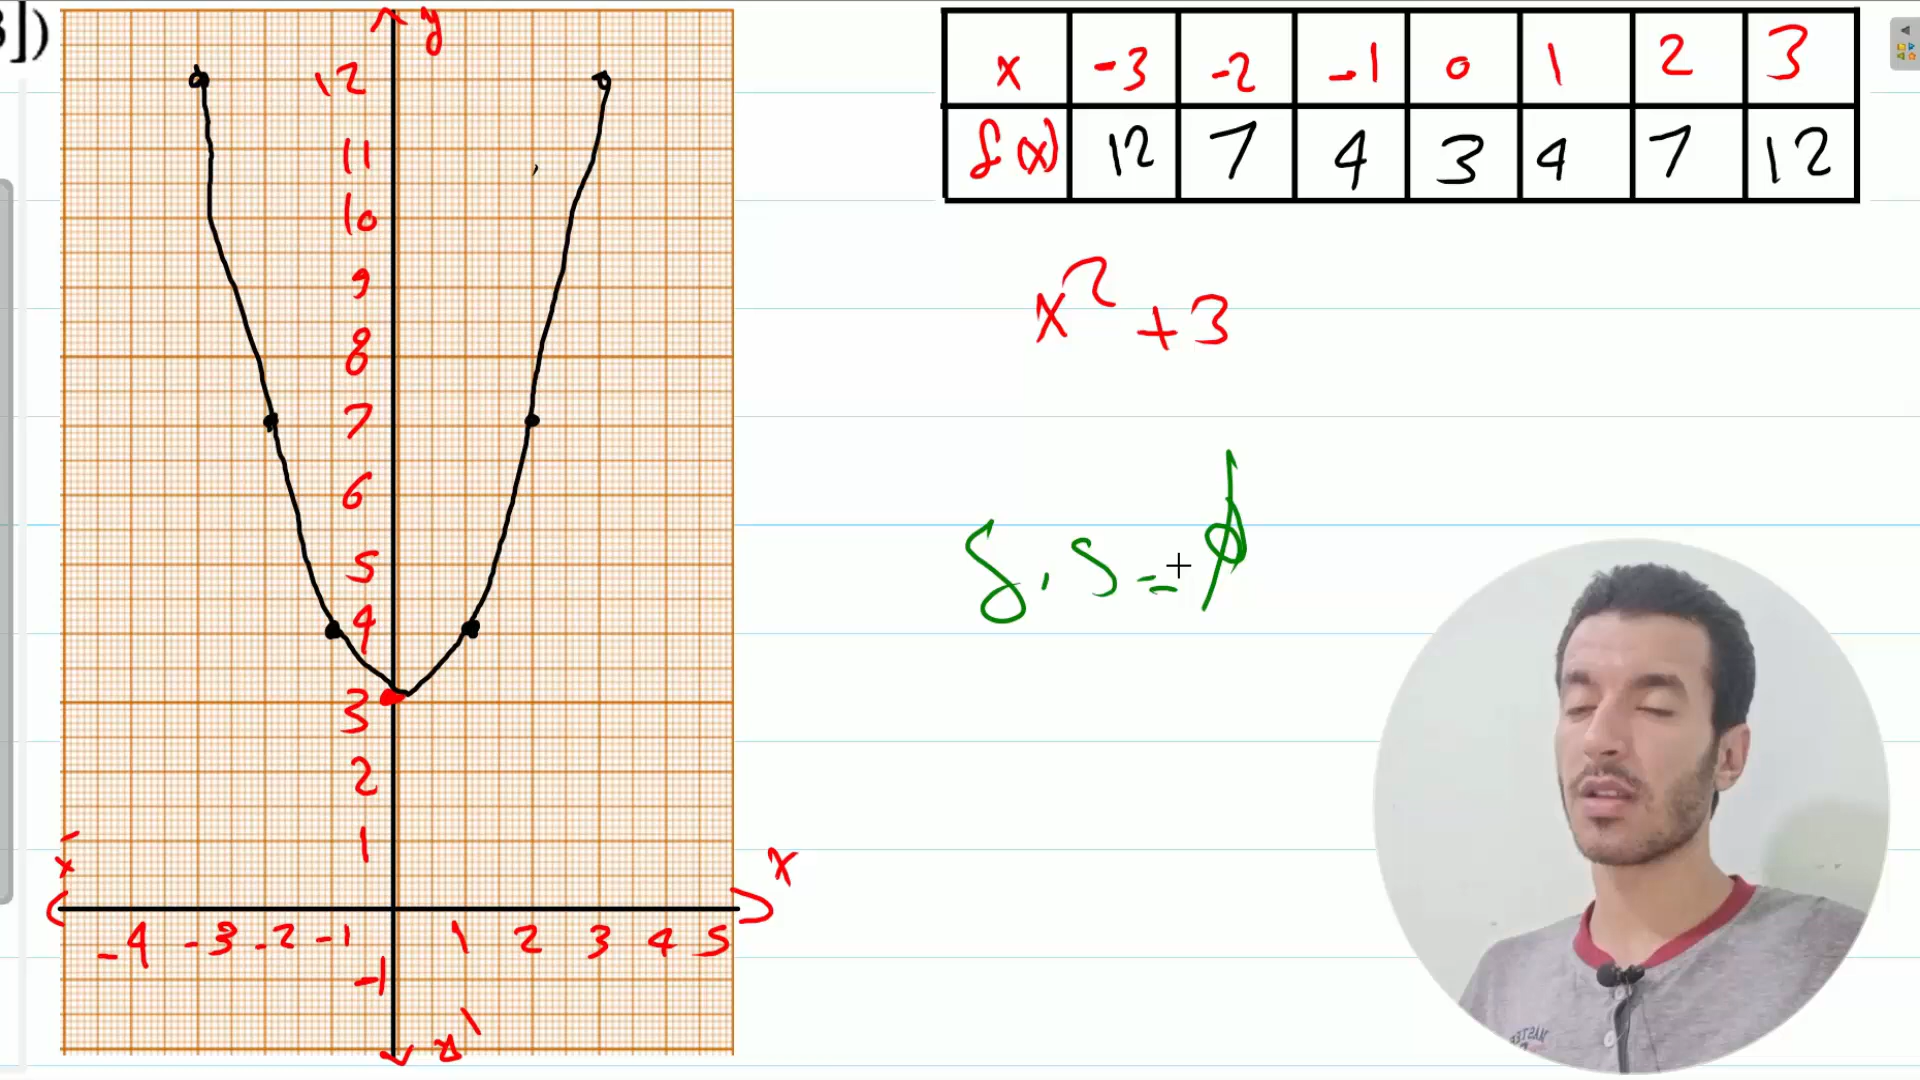 3])
y
12
11
10
9
8
7
6
5
4
3
2
1
x́ x
-4 -3 -2 -1 1 2 3 4 5
-1
x -3 -2 -1 0 1 2 3
f(x) 12 7 4 3 4 7 12
x² + 3
S.S = ∅